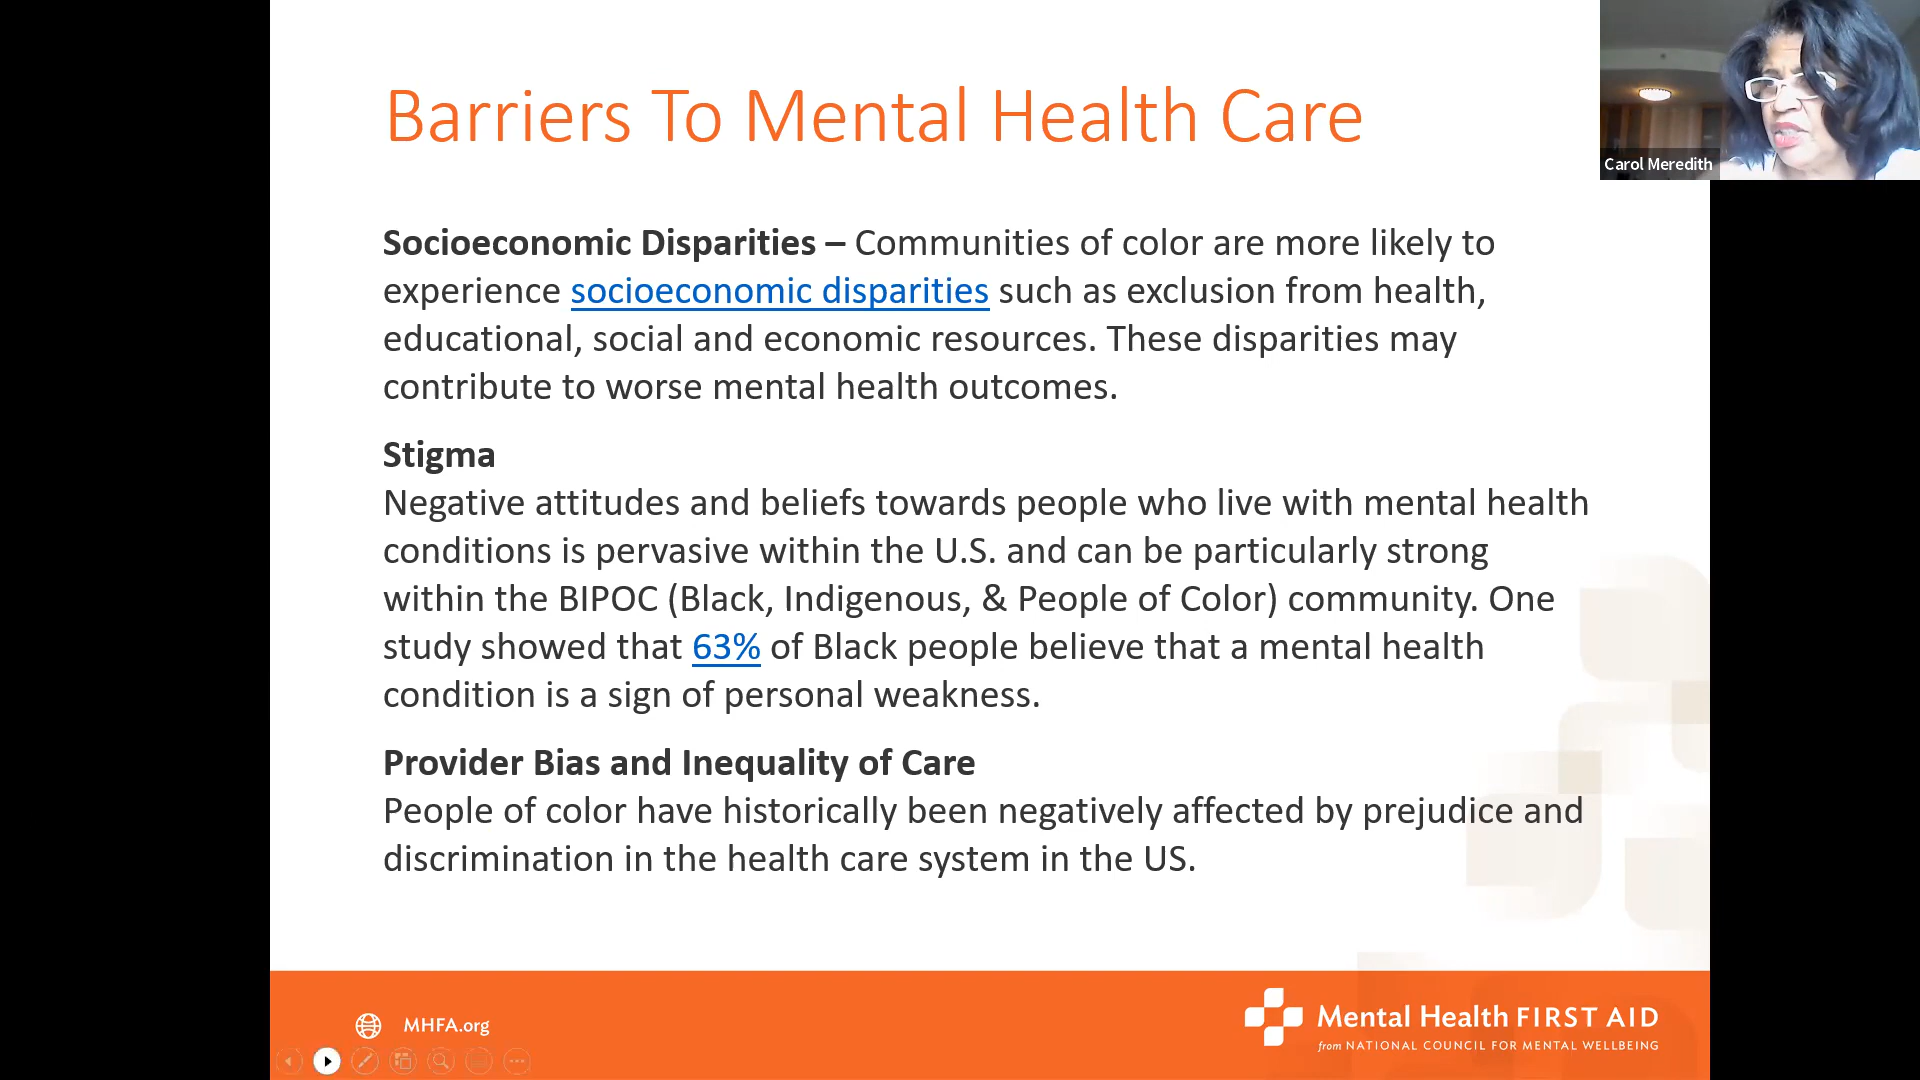 Barriers To Mental Health Care
Carol Meredith
Socioeconomic Disparities – Communities of color are more likely to
experience socioeconomic disparities such as exclusion from health,
educational, social and economic resources. These disparities may
contribute to worse mental health outcomes.
Stigma
Negative attitudes and beliefs towards people who live with mental health
conditions is pervasive within the U.S. and can be particularly strong
within the BIPOC (Black, Indigenous, & People of Color) community. One
study showed that 63% of Black people believe that a mental health
condition is a sign of personal weakness.
Provider Bias and Inequality of Care
People of color have historically been negatively affected by prejudice and
discrimination in the health care system in the US.
MHFA.org
Mental Health FIRST AID
from NATIONAL COUNCIL FOR MENTAL WELLBEING